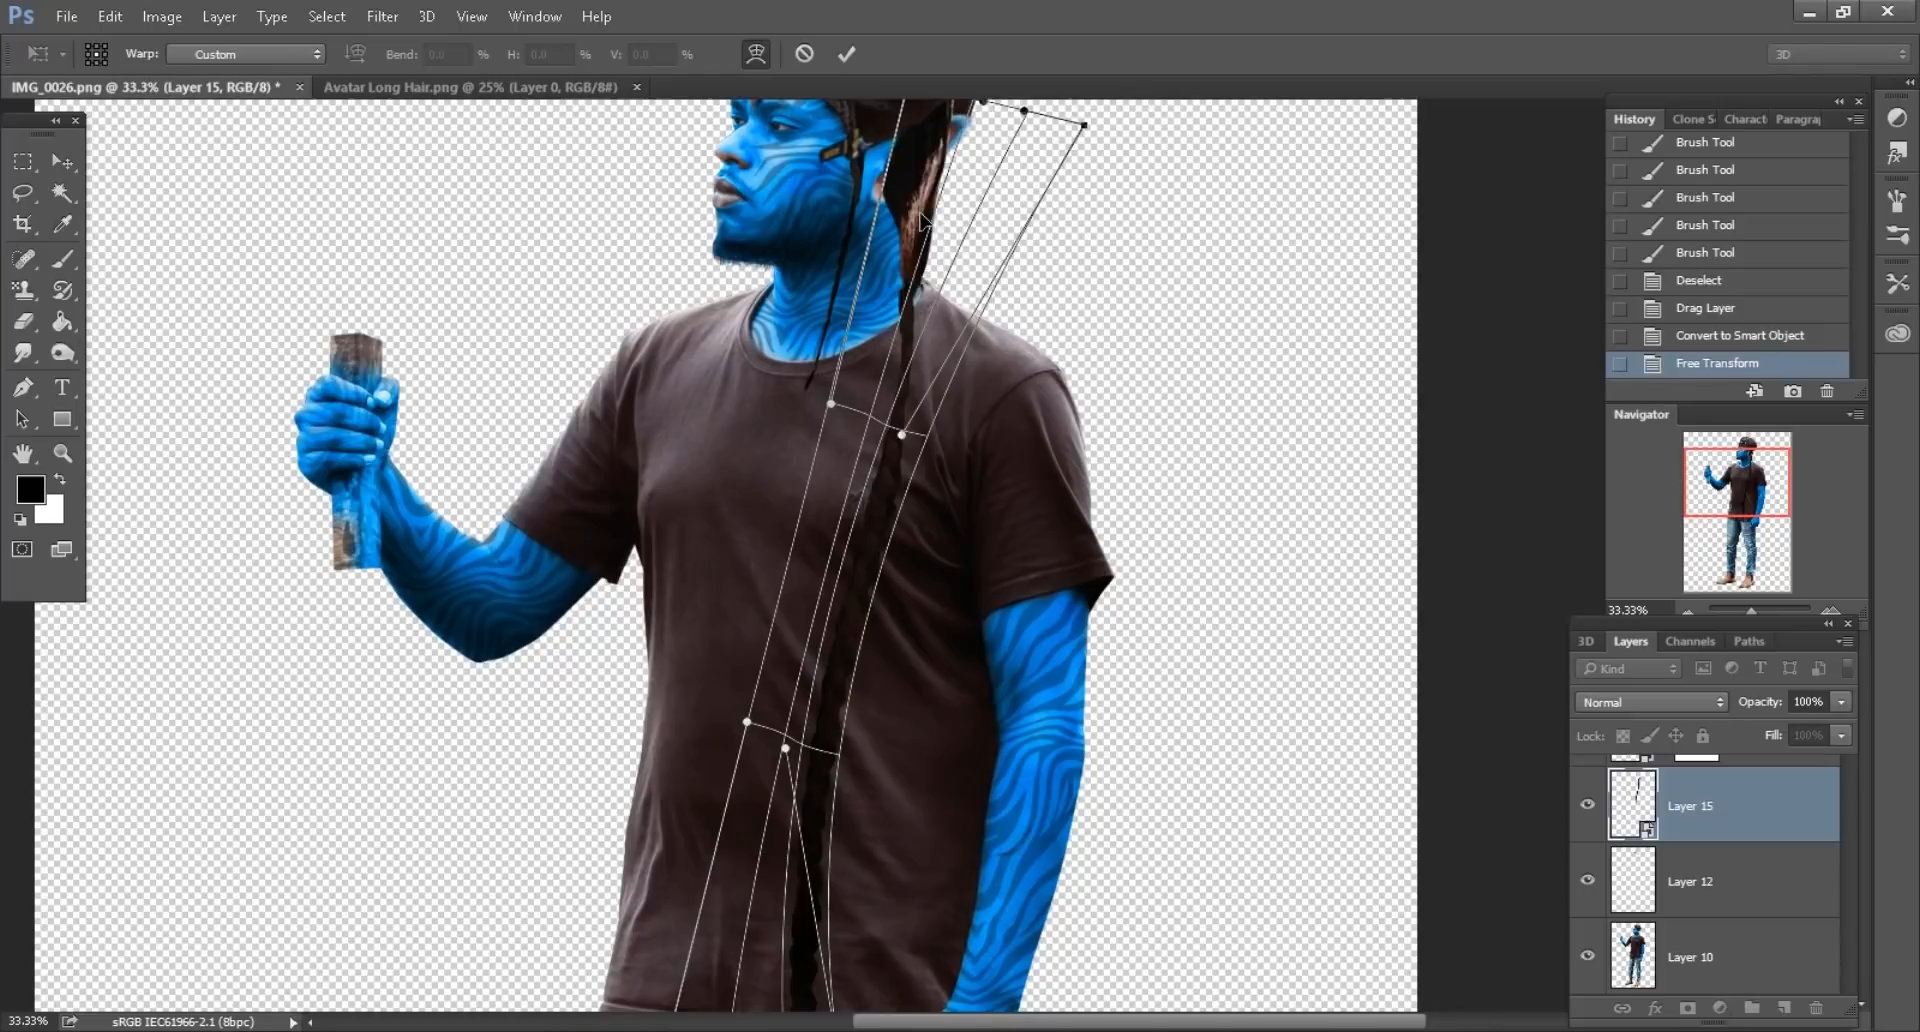 Ps File Edit Image Layer Type Select Filter 3D View Window Help
Warp: Custom Bend: 0.0 % H: 0.0 % V: 0.0 % 3D
IMG_0026.png @ 33.3% (Layer 15, RGB/8) * × Avatar Long Hair.png @ 25% (Layer 0, RGB/8#) ×
History Clone S Charact Paragra
Brush Tool
Brush Tool
Brush Tool
Brush Tool
Brush Tool
Deselect
Drag Layer
Convert to Smart Object
Free Transform
Navigator
33.33%
3D Layers Channels Paths
Kind
Normal Opacity: 100%
Lock: Fill: 100%
Layer 15
Layer 12
Layer 10
33.33% sRGB IEC61966-2.1 (8bpc)